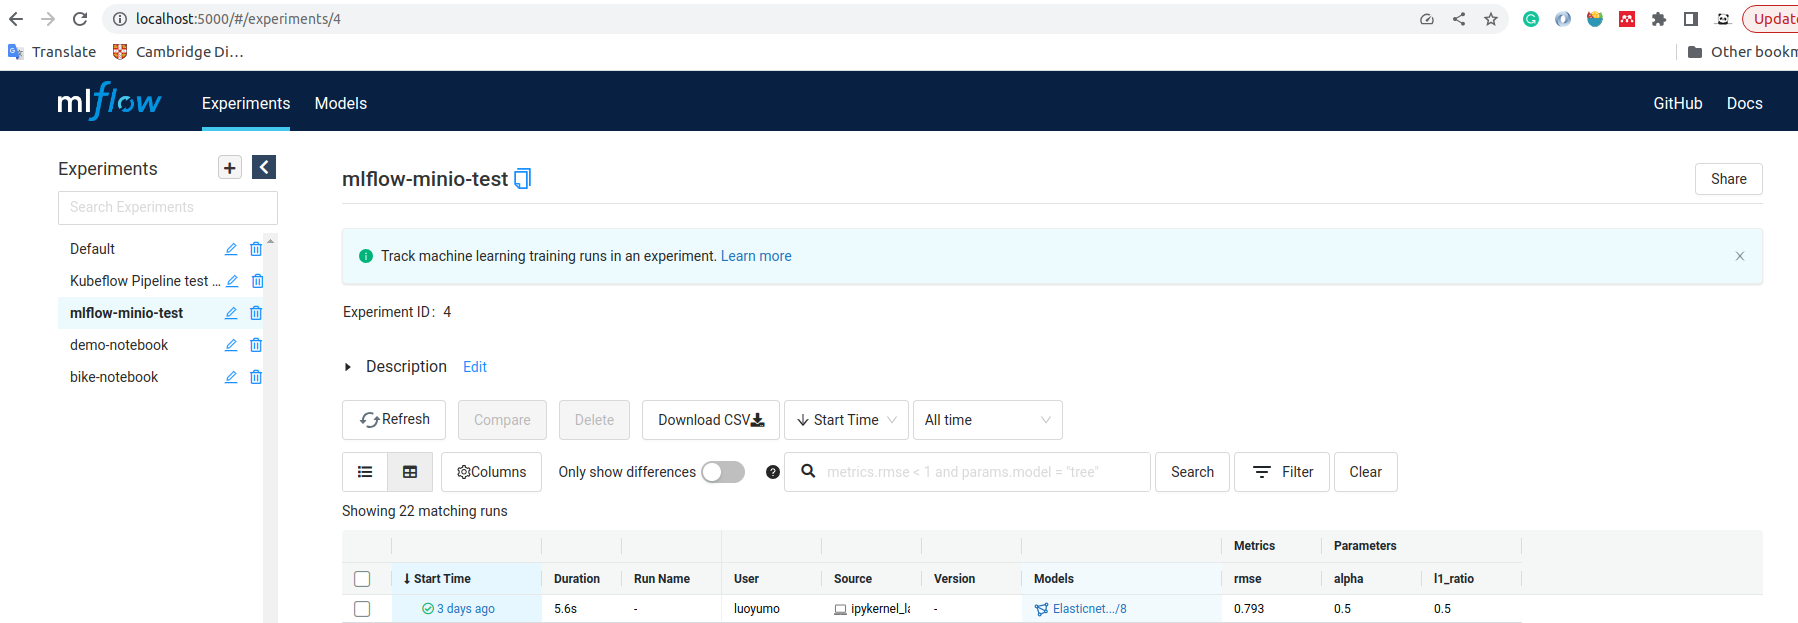 localhost:5000/#/experiments/4
Update
Translate Cambridge Di... Other bookm
mlflow Experiments Models GitHub Docs
Experiments
Search Experiments
Default
Kubeflow Pipeline test ...
mlflow-minio-test
demo-notebook
bike-notebook
mlflow-minio-test Share
Track machine learning training runs in an experiment. Learn more
Experiment ID: 4
Description Edit
Refresh Compare Delete Download CSV Start Time All time
Columns Only show differences metrics.rmse < 1 and params.model = "tree" Search Filter Clear
Showing 22 matching runs
Metrics Parameters
Start Time Duration Run Name User Source Version Models rmse alpha l1_ratio
3 days ago 5.6s - luoyumo ipykernel_la - Elasticnet.../8 0.793 0.5 0.5